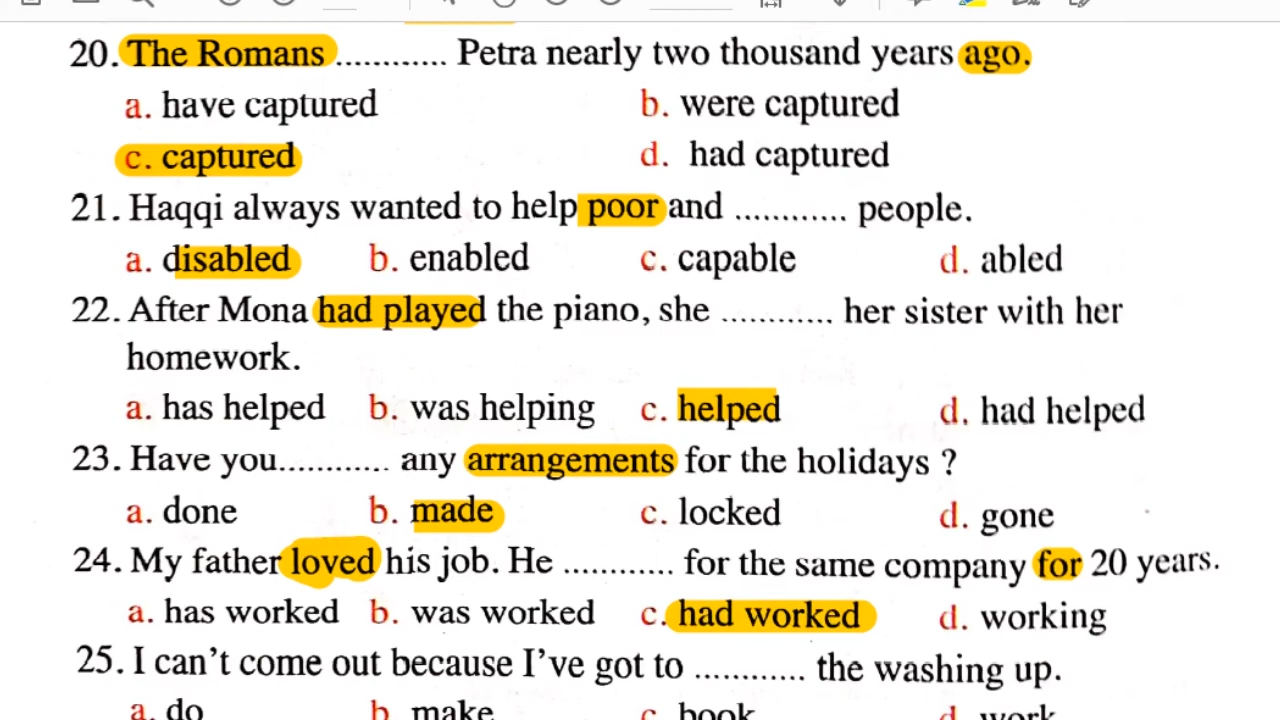 20. The Romans ............ Petra nearly two thousand years ago.
a. have captured b. were captured
c. captured d. had captured
21. Haqqi always wanted to help poor and ............ people.
a. disabled b. enabled c. capable d. abled
22. After Mona had played the piano, she ............ her sister with her
homework.
a. has helped b. was helping c. helped d. had helped
23. Have you............ any arrangements for the holidays ?
a. done b. made c. locked d. gone
24. My father loved his job. He ............ for the same company for 20 years.
a. has worked b. was worked c. had worked d. working
25. I can't come out because I've got to ............ the washing up.
a. do b. make c. book d. work